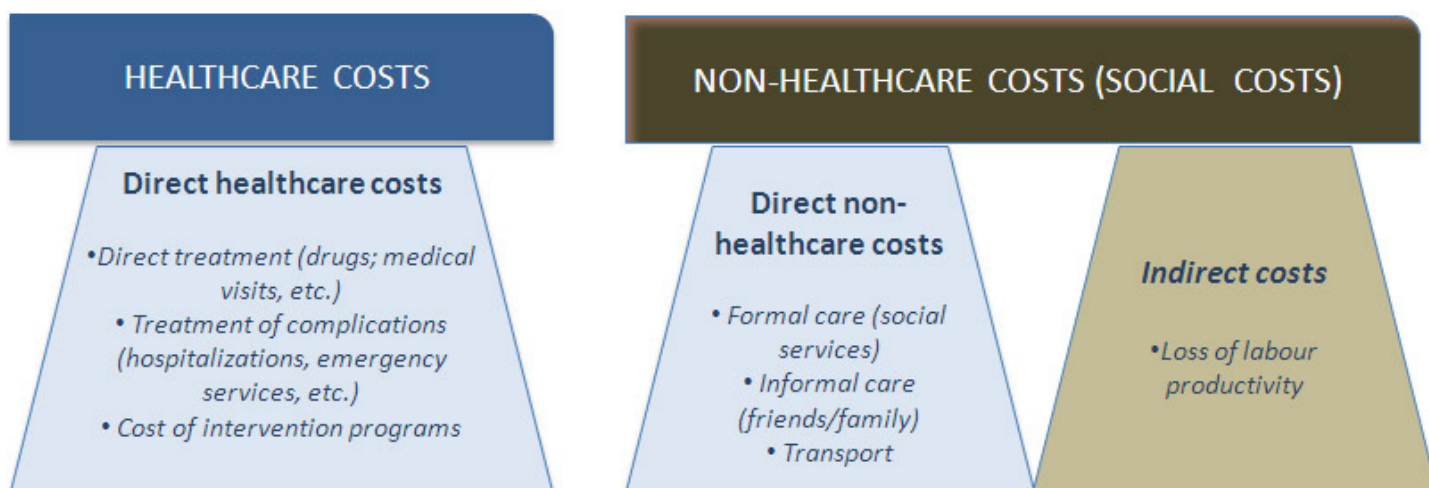 HEALTHCARE COSTS
Direct healthcare costs
•Direct treatment (drugs; medical
visits, etc.)
• Treatment of complications
(hospitalizations, emergency
services, etc.)
• Cost of intervention programs
NON-HEALTHCARE COSTS (SOCIAL COSTS)
Direct non-
healthcare costs
• Formal care (social
services)
• Informal care
(friends/family)
• Transport
Indirect costs
•Loss of labour
productivity